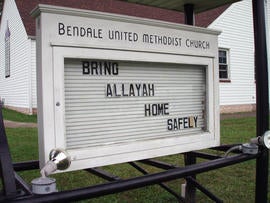 BENDALE UNITED METHODIST CHURCH
BRING
ALLAYAH
HOME
SAFELY